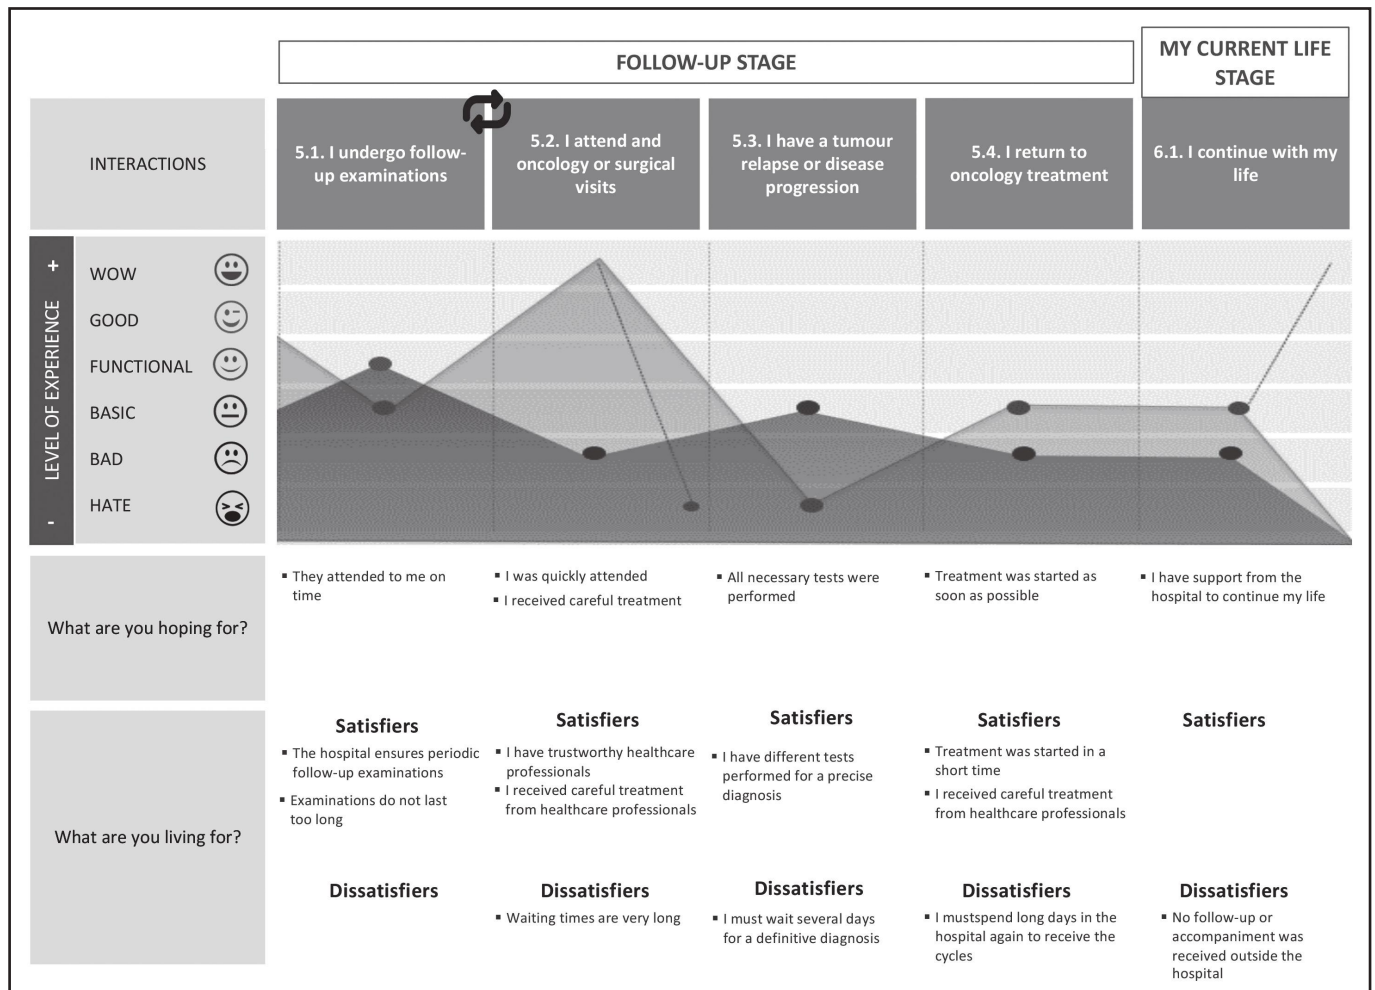 FOLLOW-UP STAGE
MY CURRENT LIFE
STAGE
INTERACTIONS
5.1. I undergo follow-
up examinations
5.2. I attend and
oncology or surgical
visits
5.3. I have a tumour
relapse or disease
progression
5.4. I return to
oncology treatment
6.1. I continue with my
life
+
LEVEL OF EXPERIENCE
-
WOW
GOOD
FUNCTIONAL
BASIC
BAD
HATE
What are you hoping for?
▪ They attended to me on
time
▪ I was quickly attended
▪ I received careful treatment
▪ All necessary tests were
performed
▪ Treatment was started as
soon as possible
▪ I have support from the
hospital to continue my life
What are you living for?
Satisfiers
▪ The hospital ensures periodic
follow-up examinations
▪ Examinations do not last
too long
Satisfiers
▪ I have trustworthy healthcare
professionals
▪ I received careful treatment
from healthcare professionals
Satisfiers
▪ I have different tests
performed for a precise
diagnosis
Satisfiers
▪ Treatment was started in a
short time
▪ I received careful treatment
from healthcare professionals
Satisfiers
Dissatisfiers
Dissatisfiers
▪ Waiting times are very long
Dissatisfiers
▪ I must wait several days
for a definitive diagnosis
Dissatisfiers
▪ I mustspend long days in the
hospital again to receive the
cycles
Dissatisfiers
▪ No follow-up or
accompaniment was
received outside the
hospital